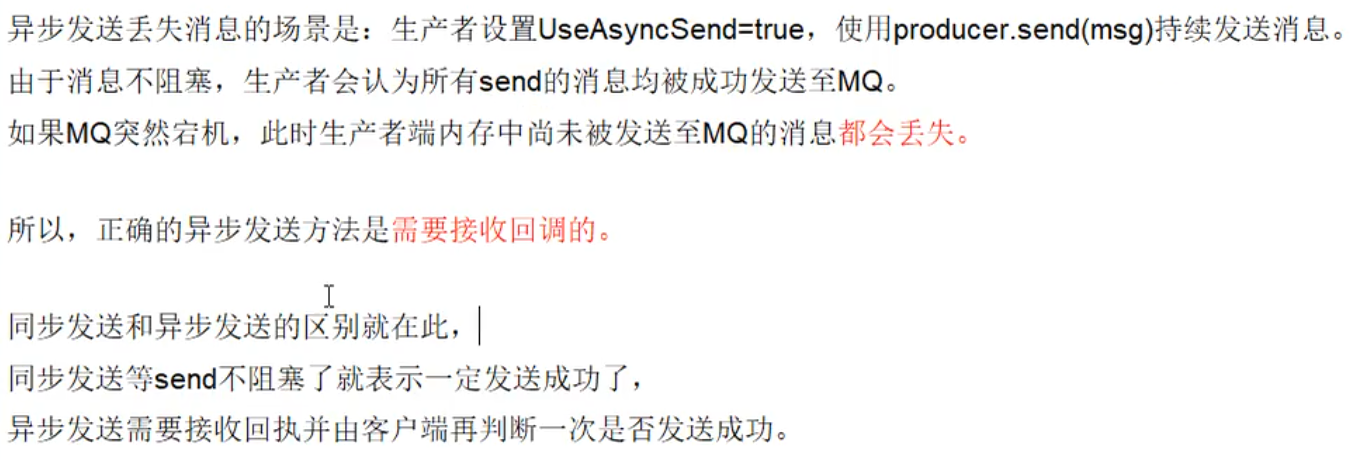 异步发送丢失消息的场景是：生产者设置UseAsyncSend=true，使用producer.send(msg)持续发送消息。
由于消息不阻塞，生产者会认为所有send的消息均被成功发送至MQ。
如果MQ突然宕机，此时生产者端内存中尚未被发送至MQ的消息都会丢失。
所以，正确的异步发送方法是需要接收回调的。
同步发送和异步发送的区别就在此，
同步发送等send不阻塞了就表示一定发送成功了，
异步发送需要接收回执并由客户端再判断一次是否发送成功。